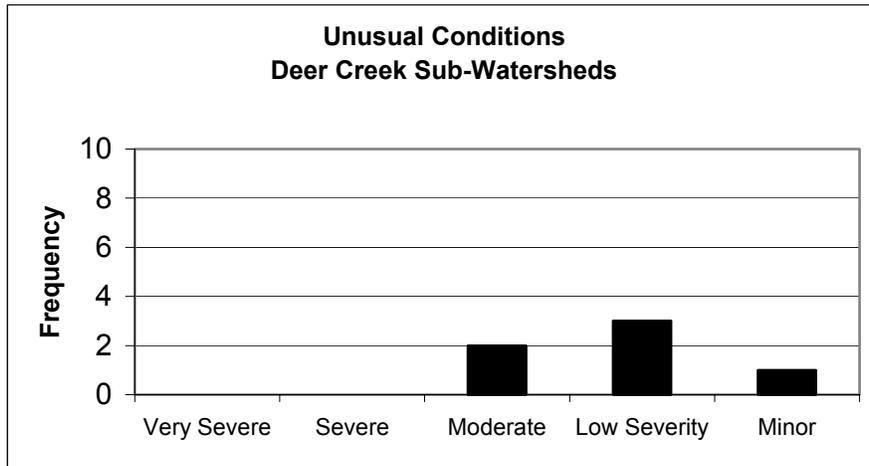 Unusual Conditions
Deer Creek Sub-Watersheds
10
8
6
4
2
0
Frequency
Very Severe Severe Moderate Low Severity Minor